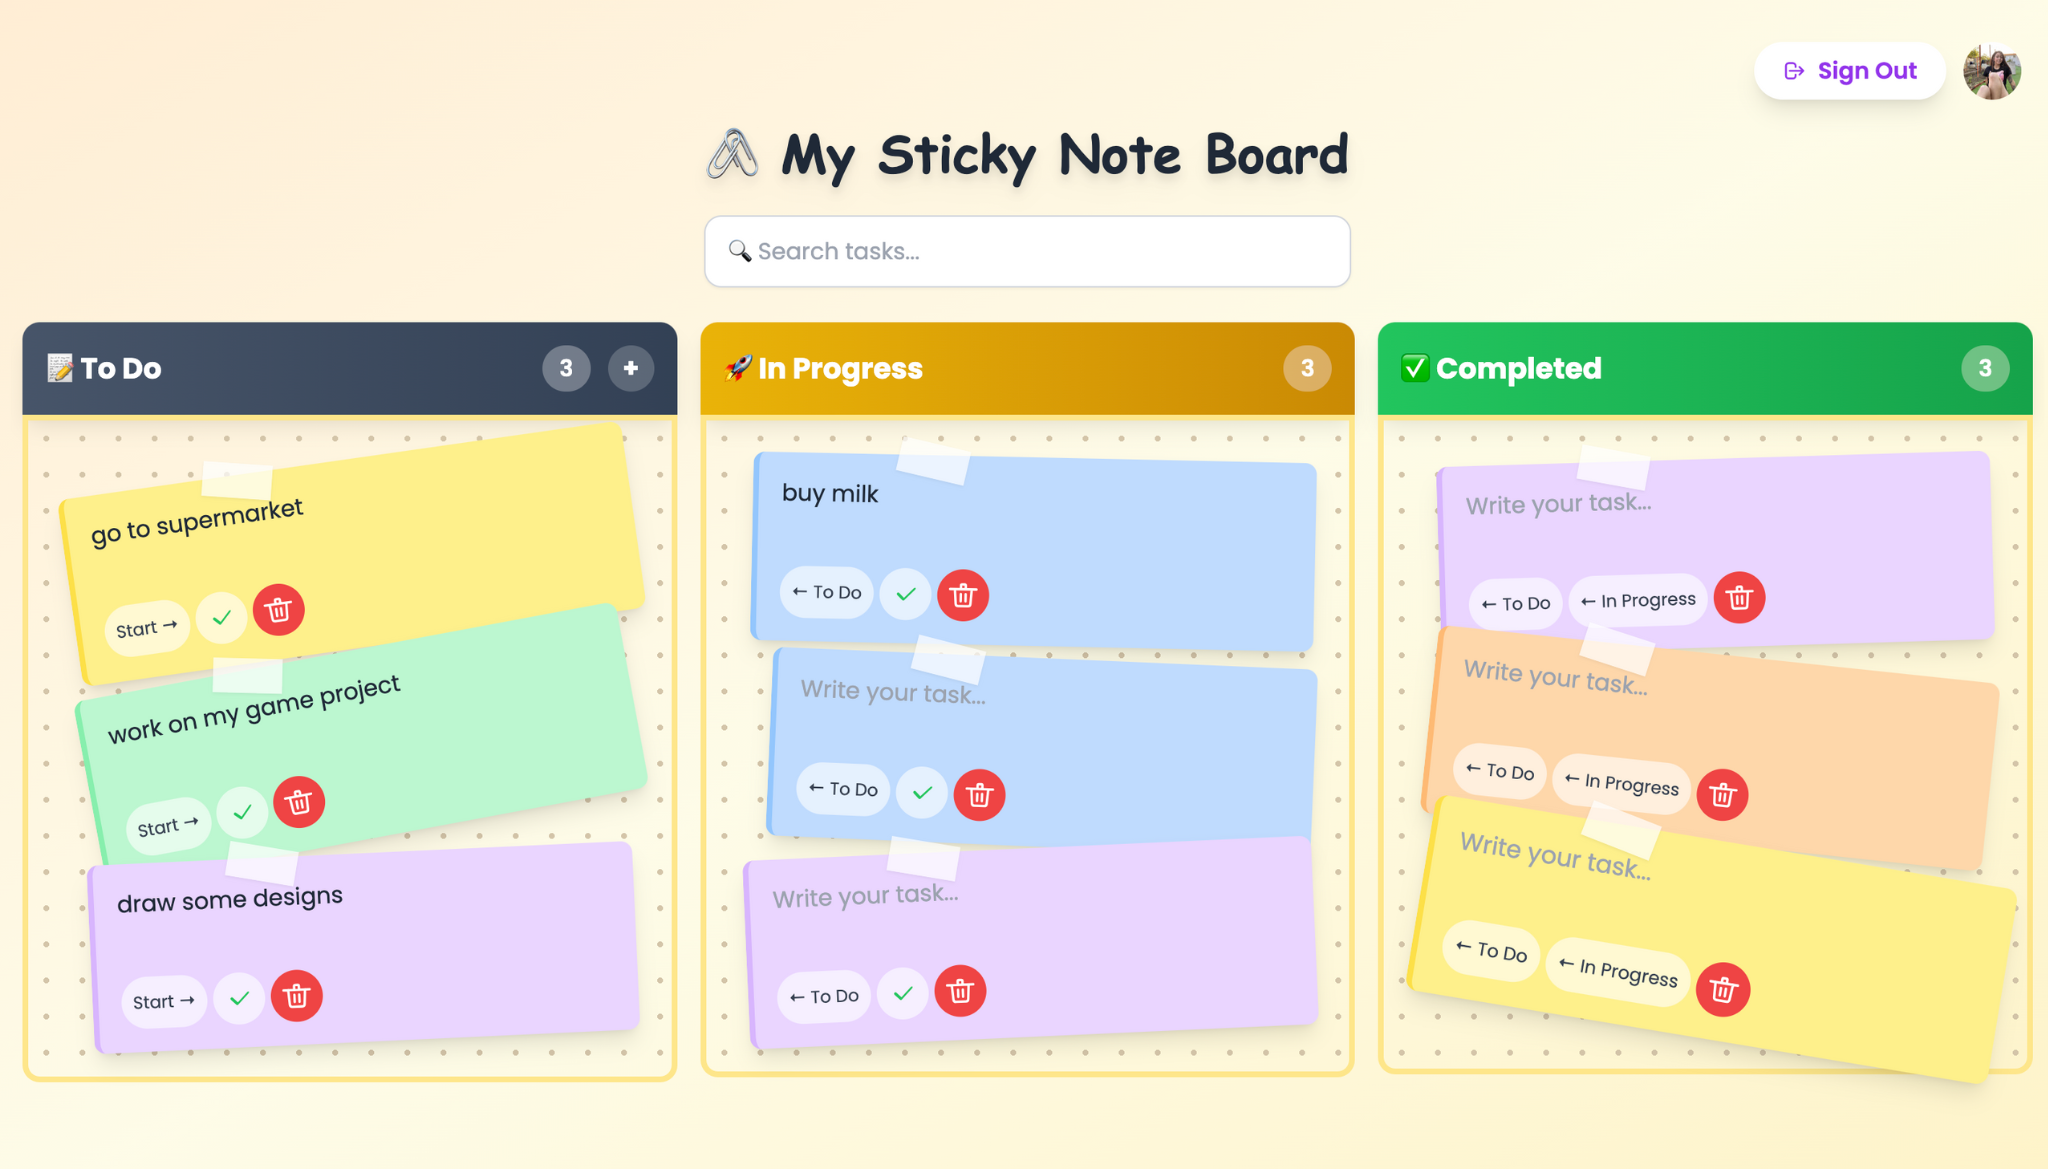 Sign Out
My Sticky Note Board
Search tasks...
To Do
3
+
go to supermarket
Start →
work on my game project
Start →
draw some designs
Start →
In Progress
3
buy milk
← To Do
Write your task...
← To Do
Write your task...
← To Do
Completed
3
Write your task...
← To Do
← In Progress
Write your task...
← To Do
← In Progress
Write your task...
← To Do
← In Progress